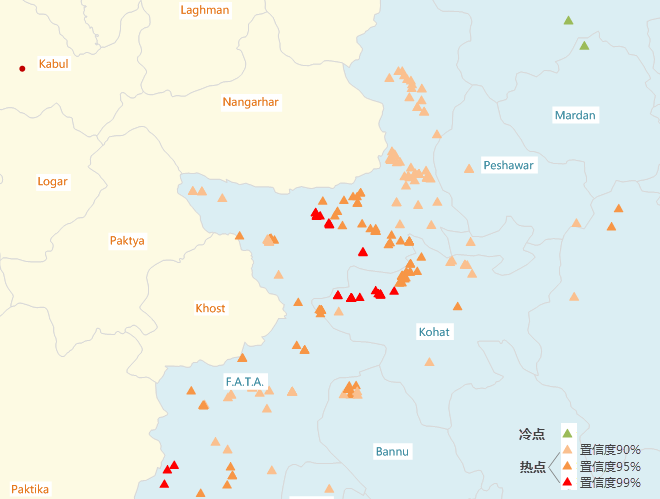 Laghman
Kabul
Nangarhar
Mardan
Peshawar
Logar
Paktya
Khost
Kohat
F.A.T.A.
Bannu
Paktika
冷点
热点
置信度90%
置信度95%
置信度99%